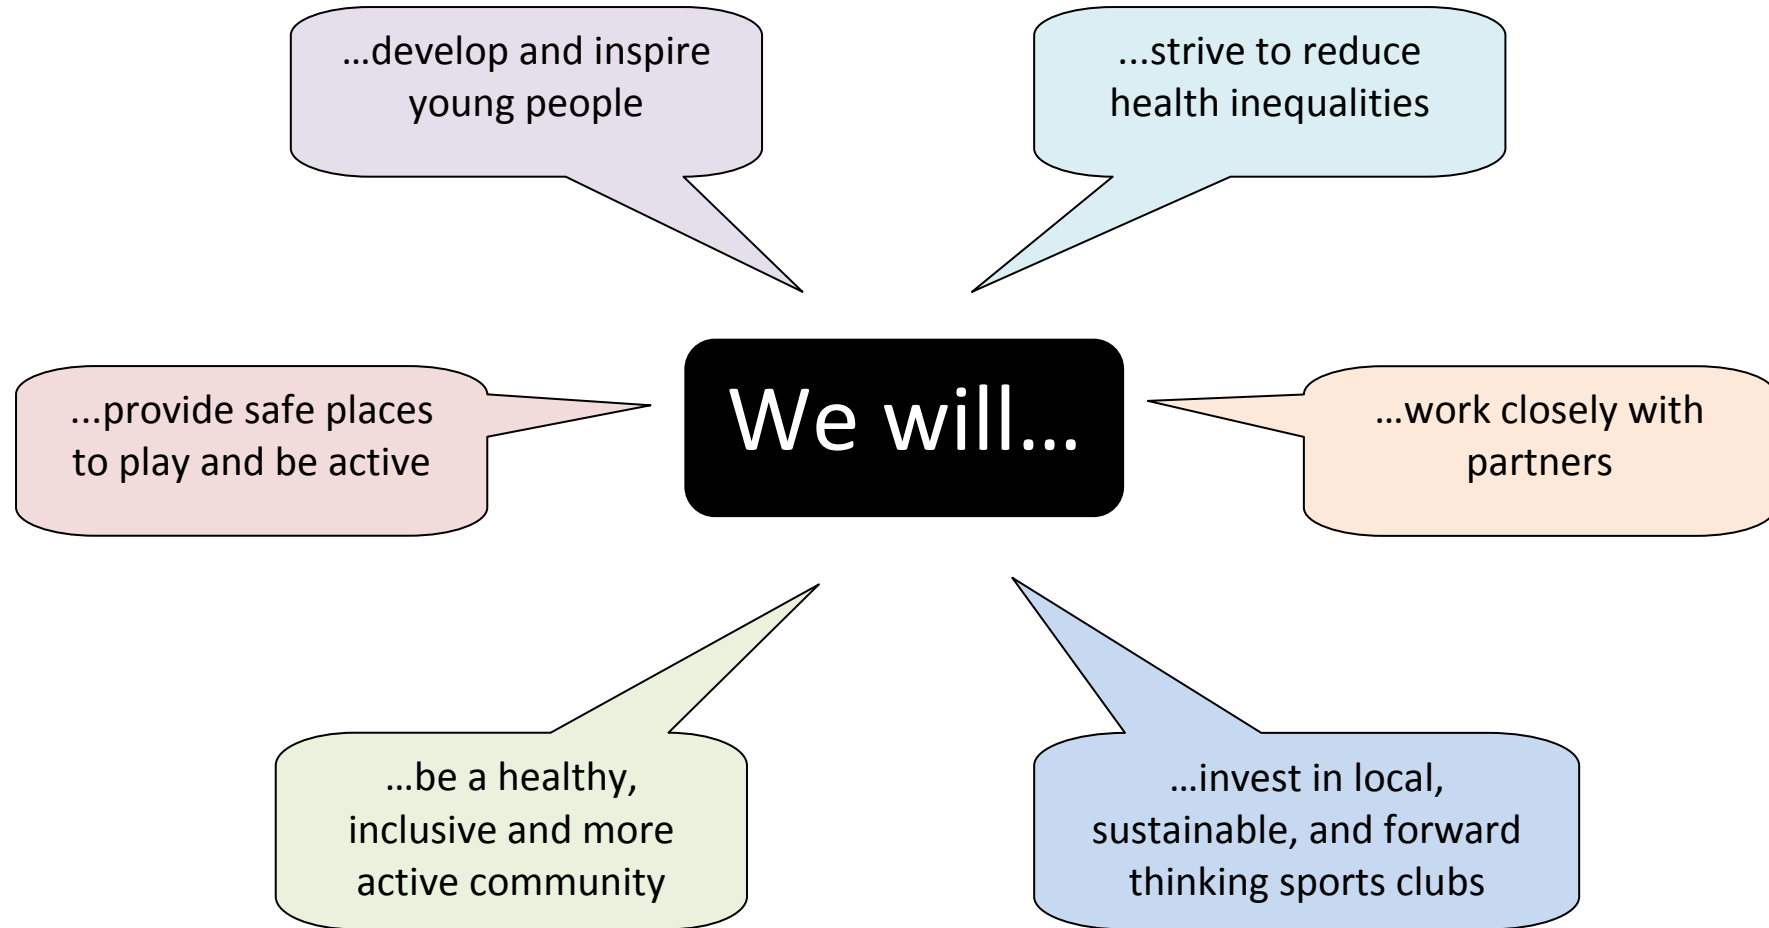 …develop and inspire
young people
...strive to reduce
health inequalities
...provide safe places
to play and be active
We will…
…work closely with
partners
…be a healthy,
inclusive and more
active community
…invest in local,
sustainable, and forward
thinking sports clubs